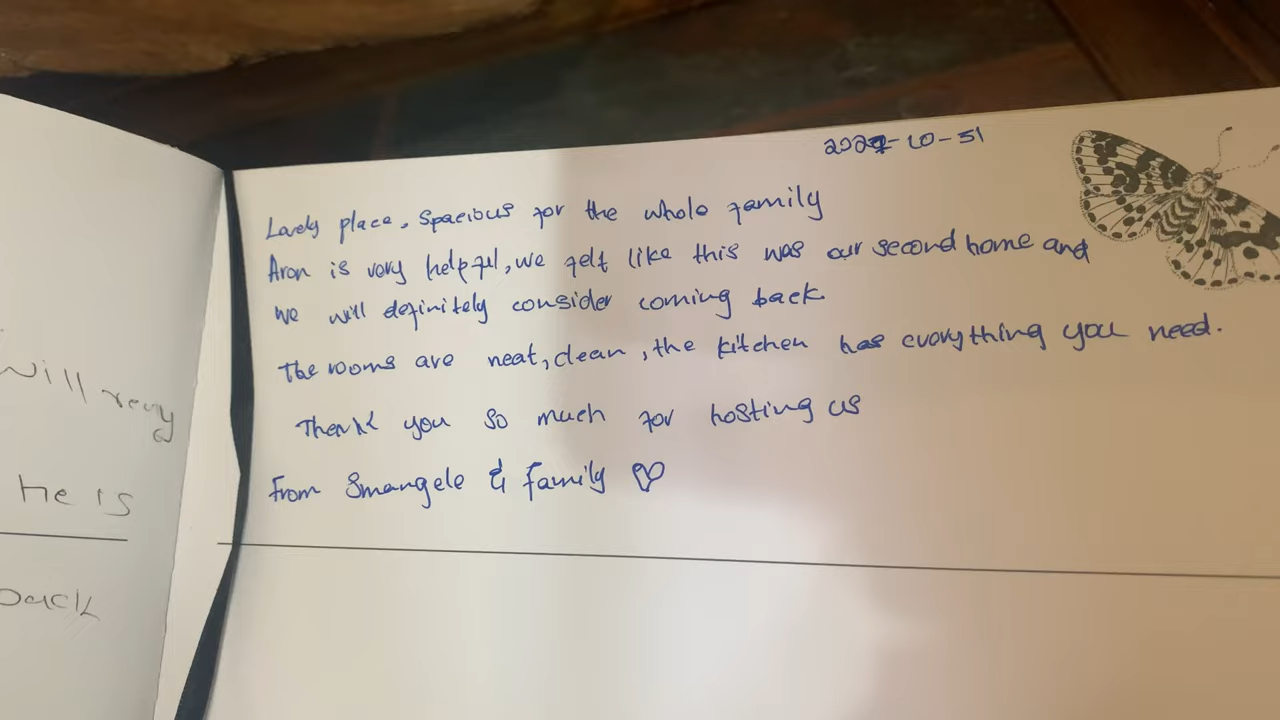 will very
he is
back
10-31
Lovely place, Spacious for the whole family
Aron is very helpful, we felt like this was our second home and
we will definitely consider coming back.
The rooms are neat, clean, the kitchen has everything you need.
Thank you so much for hosting us
From Smangele & family ♡